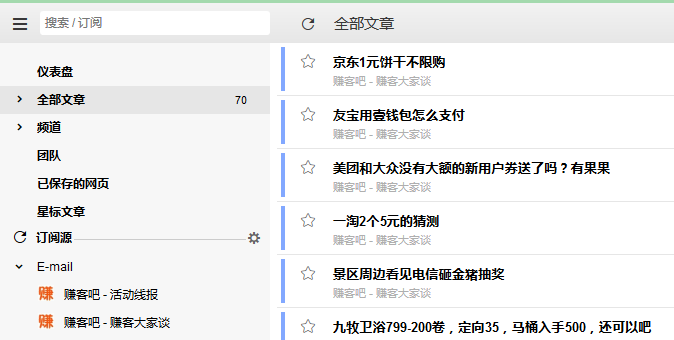 搜索 / 订阅
仪表盘
全部文章 70
频道
团队
已保存的网页
星标文章
订阅源
E-mail
赚 赚客吧 - 活动线报
赚 赚客吧 - 赚客大家谈
全部文章
京东1元饼干不限购
赚客吧 - 赚客大家谈
友宝用壹钱包怎么支付
赚客吧 - 赚客大家谈
美团和大众没有大额的新用户券送了吗？有果果
赚客吧 - 赚客大家谈
一淘2个5元的猜测
赚客吧 - 赚客大家谈
景区周边看见电信砸金猪抽奖
赚客吧 - 赚客大家谈
九牧卫浴799-200卷，定向35，马桶入手500，还可以吧